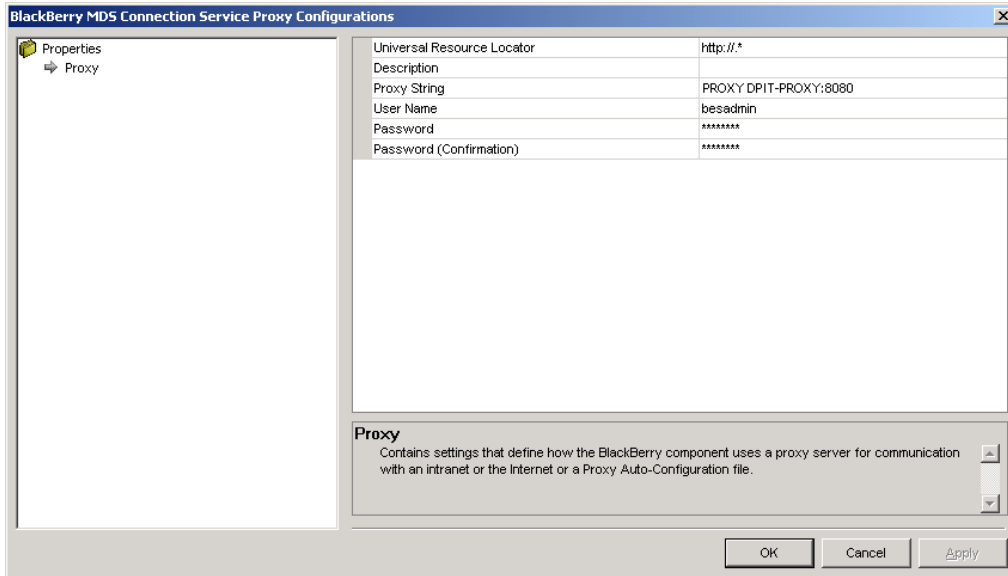 BlackBerry MDS Connection Service Proxy Configurations
Properties
Proxy
Universal Resource Locator http://.*
Description
Proxy String PROXY DPIT-PROXY:8080
User Name besadmin
Password ********
Password (Confirmation) ********
Proxy
Contains settings that define how the BlackBerry component uses a proxy server for communication
with an intranet or the Internet or a Proxy Auto-Configuration file.
OK Cancel Apply